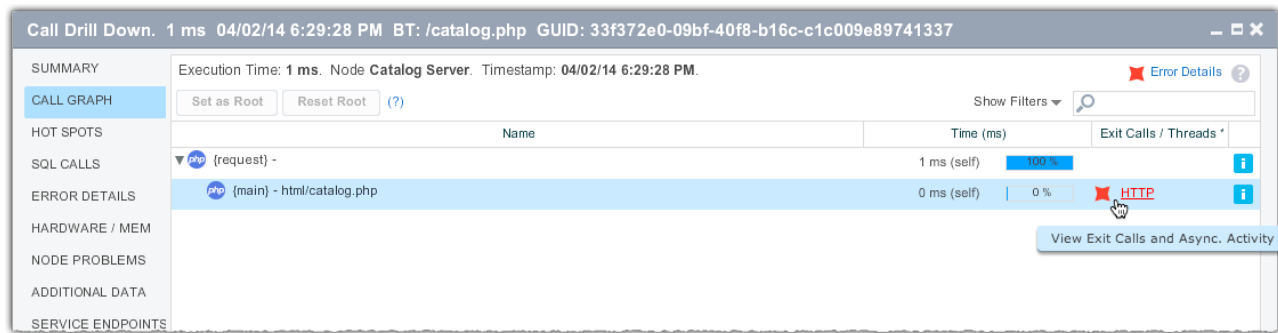 Call Drill Down. 1 ms 04/02/14 6:29:28 PM BT: /catalog.php GUID: 33f372e0-09bf-40f8-b16c-c1c009e89741337
SUMMARY
Execution Time: 1 ms. Node Catalog Server. Timestamp: 04/02/14 6:29:28 PM.
Error Details ?
CALL GRAPH
Set as Root Reset Root (?)
Show Filters
HOT SPOTS
Name Time (ms) Exit Calls / Threads *
SQL CALLS
php {request} - 1 ms (self) 100 % i
ERROR DETAILS
php {main} - html/catalog.php 0 ms (self) 0 % HTTP i
HARDWARE / MEM
View Exit Calls and Async. Activity
NODE PROBLEMS
ADDITIONAL DATA
SERVICE ENDPOINTS